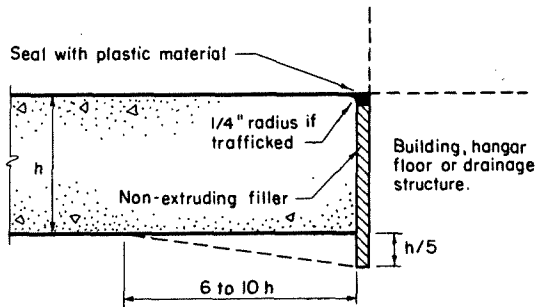 Seal with plastic material
1/4" radius if
trafficked
h
Non-extruding filler
Building, hangar
floor or drainage
structure.
h/5
6 to 10 h